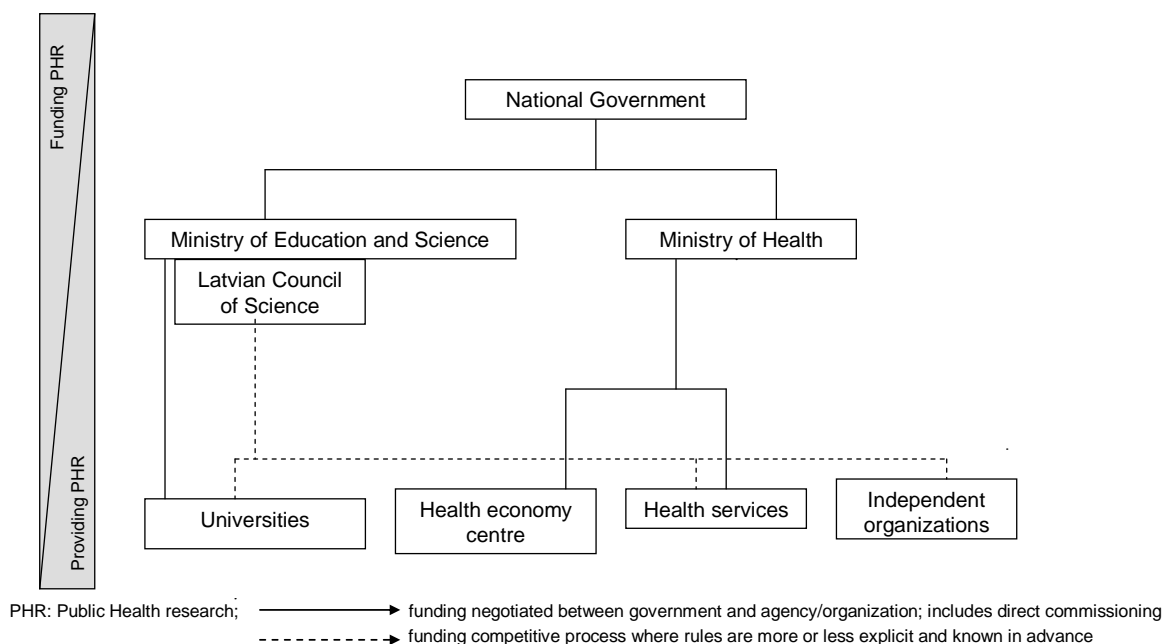 Funding PHR
National Government
Ministry of Education and Science
Ministry of Health
Latvian Council
of Science
Providing PHR
Universities
Health economy
centre
Health services
Independent
organizations
PHR: Public Health research;
funding negotiated between government and agency/organization; includes direct commissioning
funding competitive process where rules are more or less explicit and known in advance